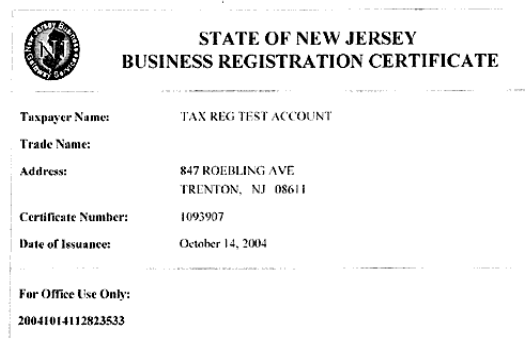 STATE OF NEW JERSEY
BUSINESS REGISTRATION CERTIFICATE
Taxpayer Name: TAX REG TEST ACCOUNT
Trade Name:
Address: 847 ROEBLING AVE
TRENTON, NJ 08611
Certificate Number: 1093907
Date of Issuance: October 14, 2004
For Office Use Only:
20041014112823533